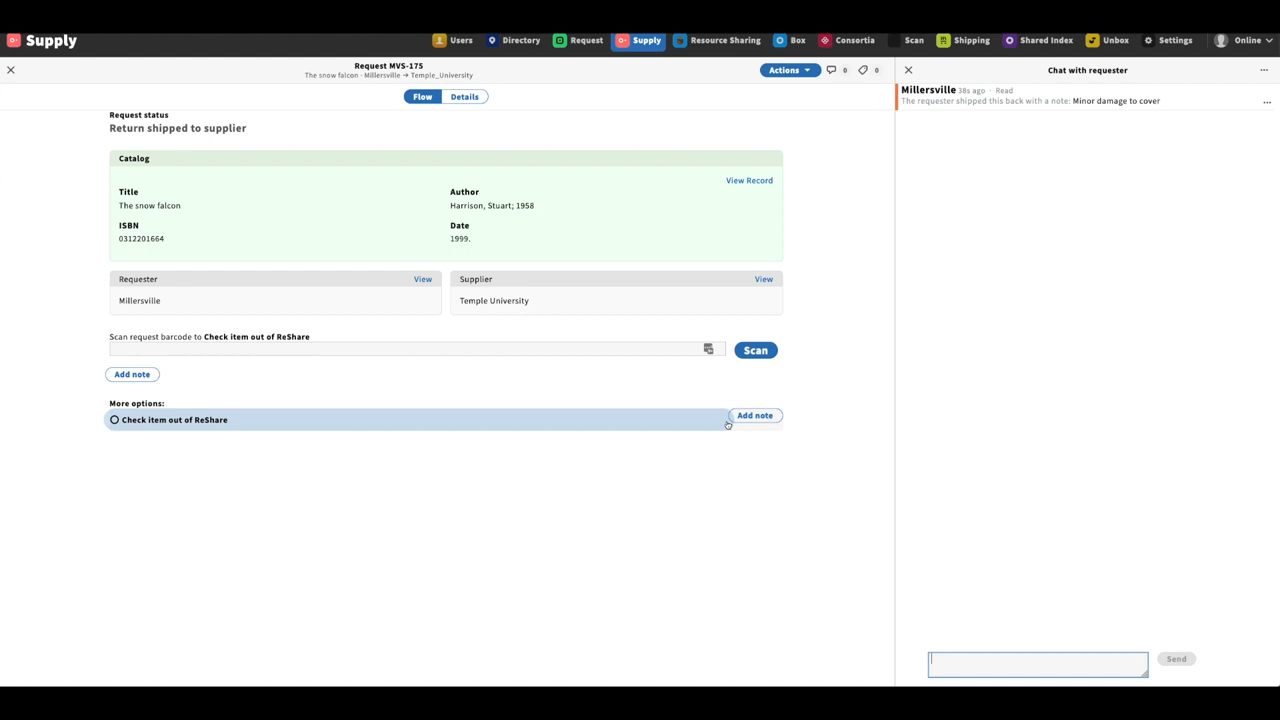 Supply
Users
Directory
Request
Supply
Resource Sharing
Box
Consortia
Scan
Shipping
Shared Index
Unbox
Settings
Online
Request MVS-175
The snow falcon · Millersville → Temple_University
Actions
0
0
Flow
Details
Request status
Return shipped to supplier
Catalog
View Record
Title
The snow falcon
Author
Harrison, Stuart; 1958
ISBN
0312201664
Date
1999.
Requester
View
Millersville
Supplier
View
Temple University
Scan request barcode to Check item out of ReShare
Scan
Add note
More options:
Check item out of ReShare
Add note
Chat with requester
Millersville 38s ago · Read
The requester shipped this back with a note: Minor damage to cover
Send